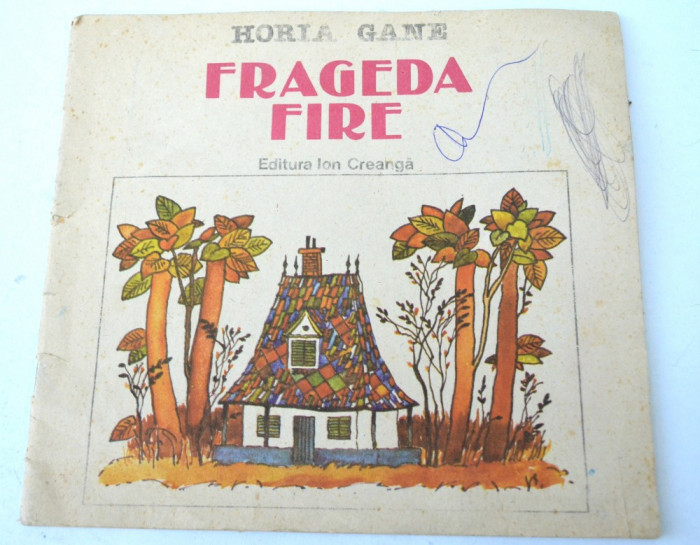 HORIA GANE
FRAGEDA
FIRE
Editura Ion Creangă